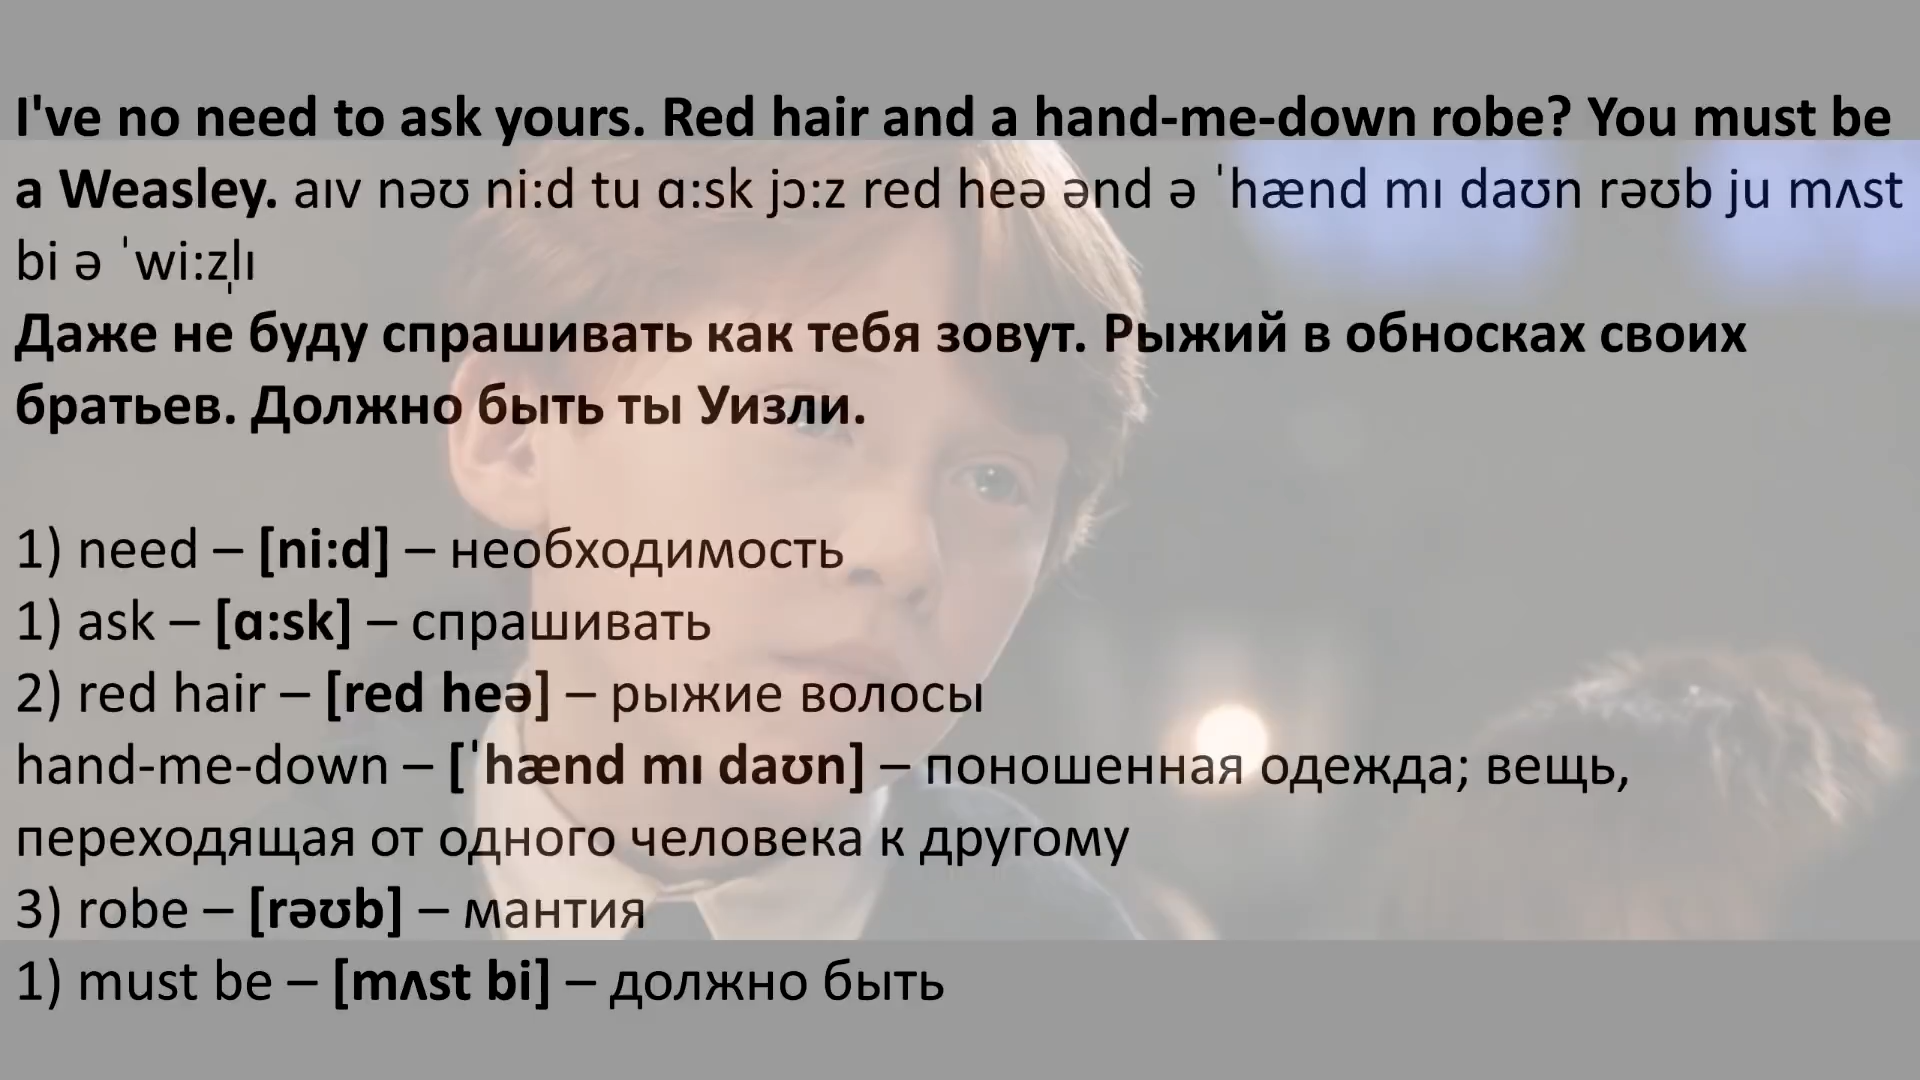 I've no need to ask yours. Red hair and a hand-me-down robe? You must be
a Weasley. aıv nəʊ ni:d tu ɑ:sk jɔ:z red heə ənd ə ˈhænd mı daʊn rəʊb ju mʌst
bi ə ˈwi:zl̩ı
Даже не буду спрашивать как тебя зовут. Рыжий в обносках своих
братьев. Должно быть ты Уизли.
1) need – [ni:d] – необходимость
1) ask – [ɑ:sk] – спрашивать
2) red hair – [red heə] – рыжие волосы
hand-me-down – [ˈhænd mı daʊn] – поношенная одежда; вещь,
переходящая от одного человека к другому
3) robe – [rəʊb] – мантия
1) must be – [mʌst bi] – должно быть